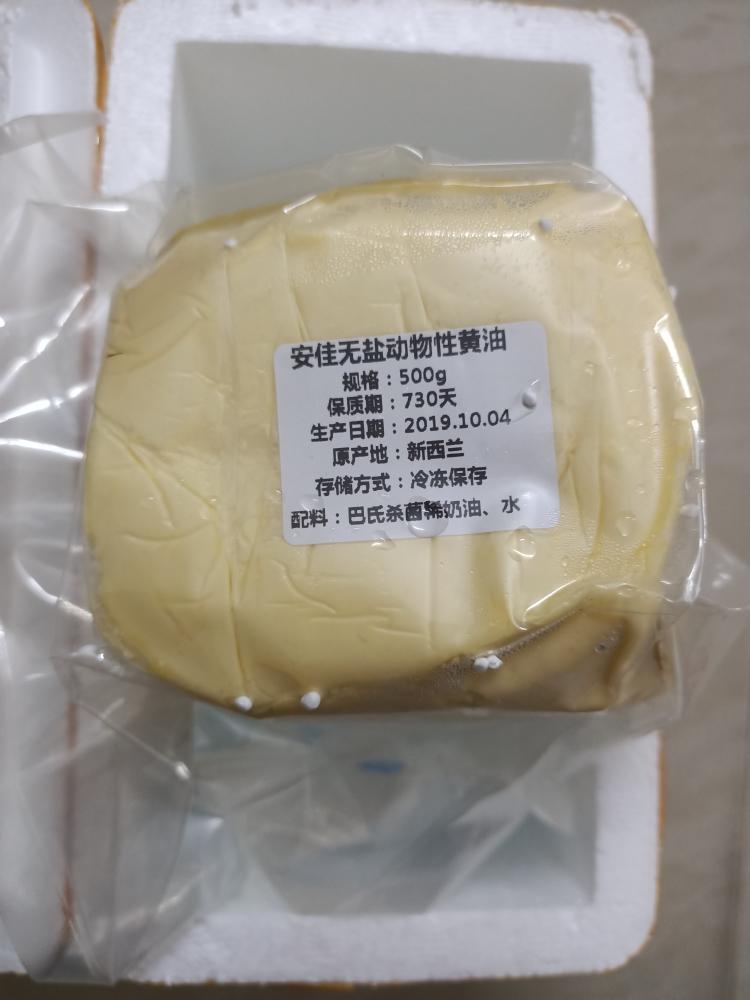 安佳无盐动物性黄油
规格：500g
保质期：730天
生产日期：2019.10.04
原产地：新西兰
存储方式：冷冻保存
配料：巴氏杀菌稀奶油、水